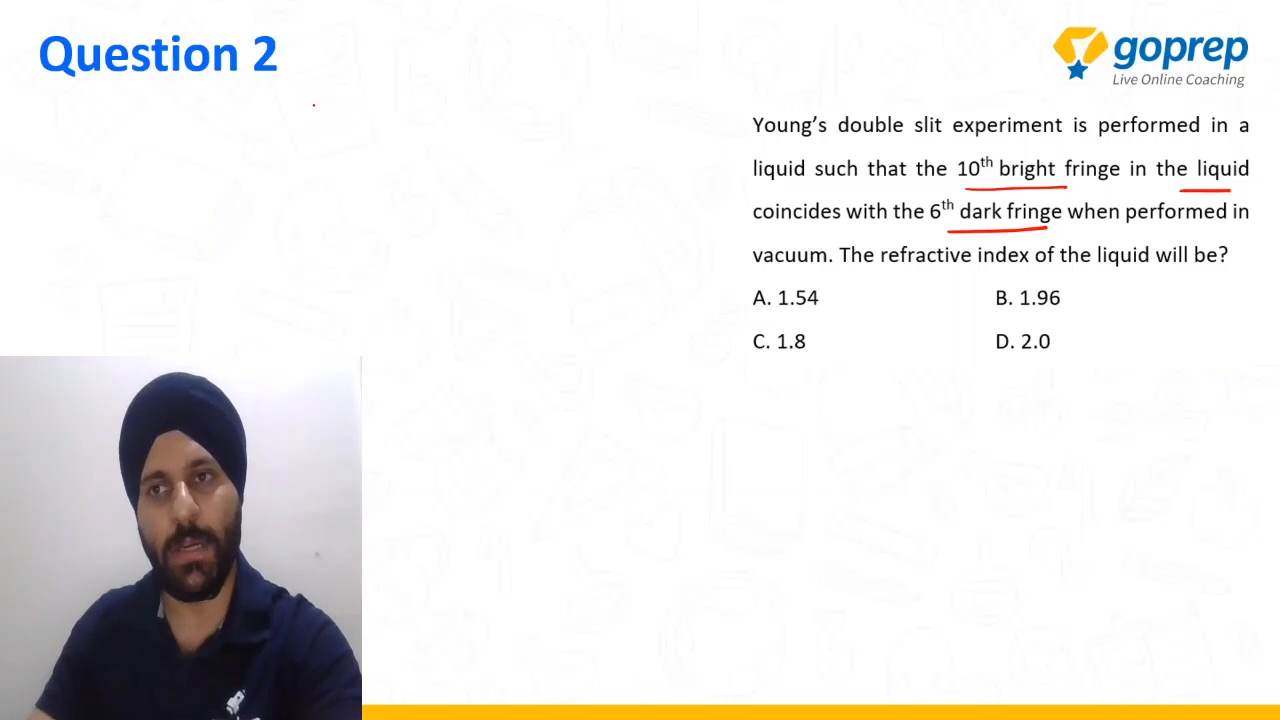 Question 2
goprep
Live Online Coaching
Young’s double slit experiment is performed in a
liquid such that the 10th bright fringe in the liquid
coincides with the 6th dark fringe when performed in
vacuum. The refractive index of the liquid will be?
A. 1.54 B. 1.96
C. 1.8 D. 2.0